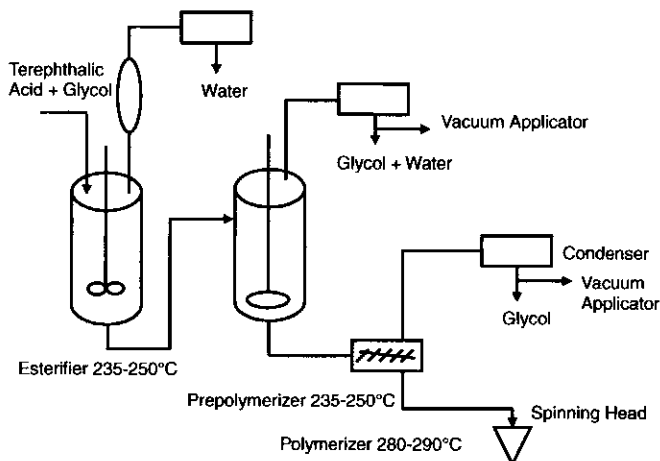 Terephthalic
Acid + Glycol
Water
Vacuum Applicator
Glycol + Water
Condenser
Vacuum
Applicator
Glycol
Esterifier 235-250°C
Prepolymerizer 235-250°C
Spinning Head
Polymerizer 280-290°C